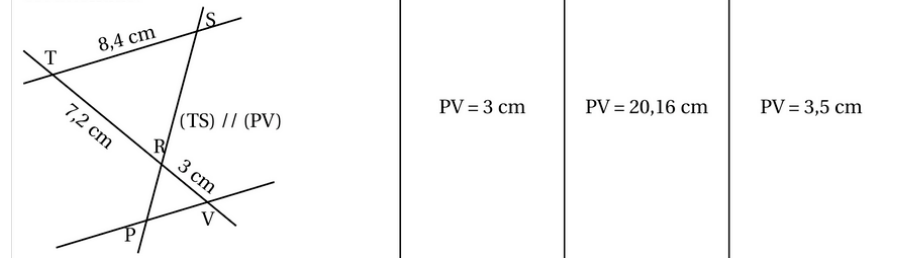 S
8,4 cm
T
7,2 cm
(TS) // (PV)
R
3 cm
V
P
PV = 3 cm
PV = 20,16 cm
PV = 3,5 cm